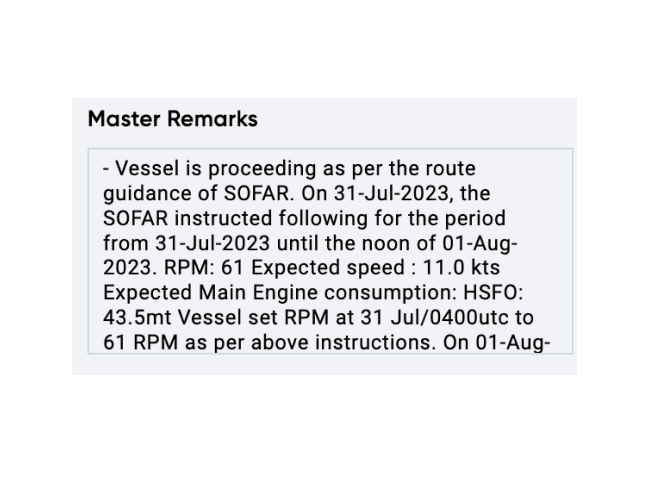 Master Remarks
- Vessel is proceeding as per the route
guidance of SOFAR. On 31-Jul-2023, the
SOFAR instructed following for the period
from 31-Jul-2023 until the noon of 01-Aug-
2023. RPM: 61 Expected speed : 11.0 kts
Expected Main Engine consumption: HSFO:
43.5mt Vessel set RPM at 31 Jul/0400utc to
61 RPM as per above instructions. On 01-Aug-